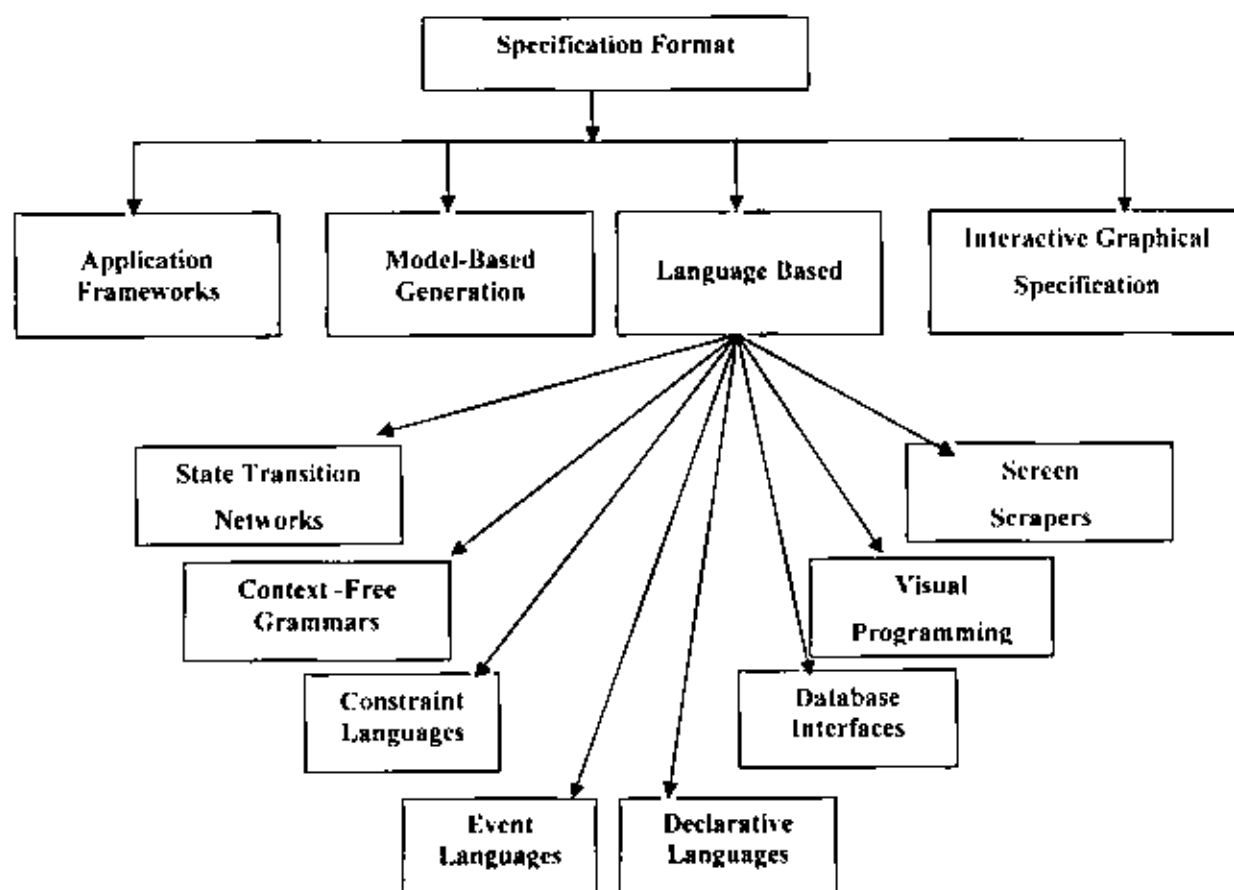 Specification Format
Application
Frameworks
Model-Based
Generation
Language Based
Interactive Graphical
Specification
State Transition
Networks
Screen
Scrapers
Context -Free
Grammars
Visual
Programming
Constraint
Languages
Database
Interfaces
Event
Languages
Declarative
Languages